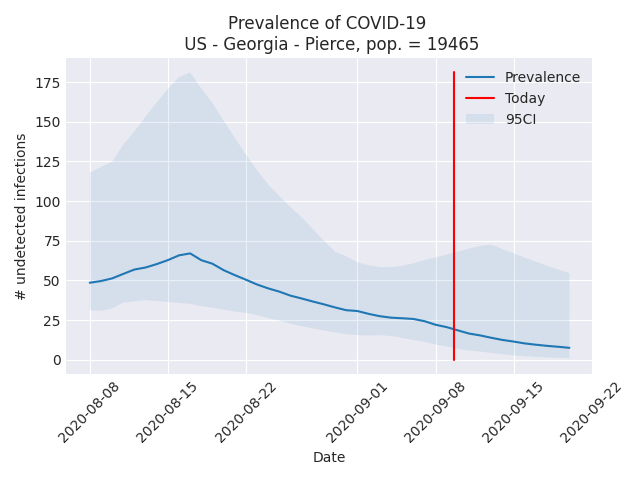 Prevalence of COVID-19
US - Georgia - Pierce, pop. = 19465
# undetected infections
175
150
125
100
75
50
25
0
Prevalence
Today
95CI
2020-08-08
2020-08-15
2020-08-22
2020-09-01
2020-09-08
2020-09-15
2020-09-22
Date